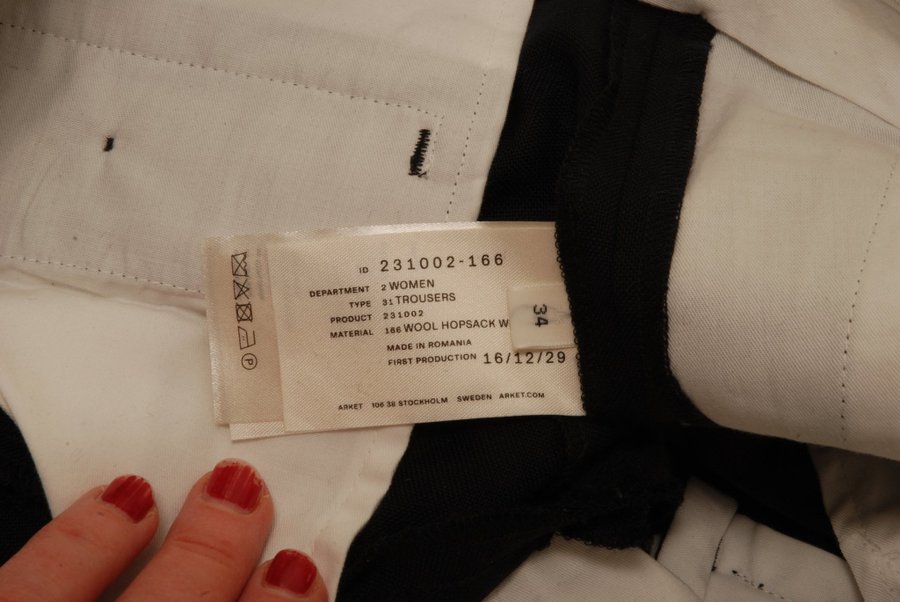 ID 231002-166
DEPARTMENT 2 WOMEN
TYPE 31 TROUSERS
PRODUCT 231002
MATERIAL 166 WOOL HOPSACK W
MADE IN ROMANIA
FIRST PRODUCTION 16/12/29
ARKET 106 38 STOCKHOLM SWEDEN ARKET.COM
34
P